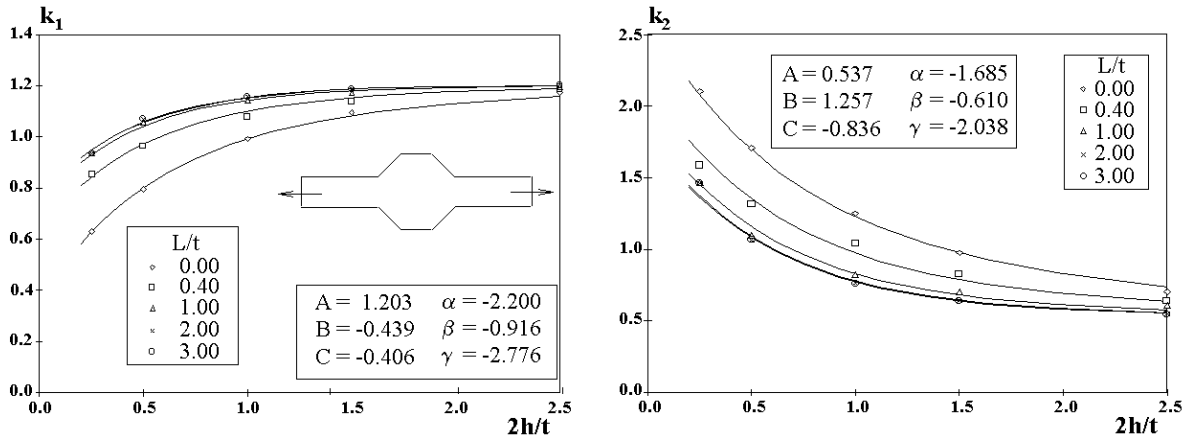 k1
1.4
1.2
1.0
0.8
0.6
0.4
0.2
0.0
0.0 0.5 1.0 1.5 2.0 2.5
2h/t
L/t
0.00
0.40
1.00
2.00
3.00
A = 1.203 α = -2.200
B = -0.439 β = -0.916
C = -0.406 γ = -2.776
k2
2.5
2.0
1.5
1.0
0.5
0.0
0.0 0.5 1.0 1.5 2.0 2.5
2h/t
A = 0.537 α = -1.685
B = 1.257 β = -0.610
C = -0.836 γ = -2.038
L/t
0.00
0.40
1.00
2.00
3.00